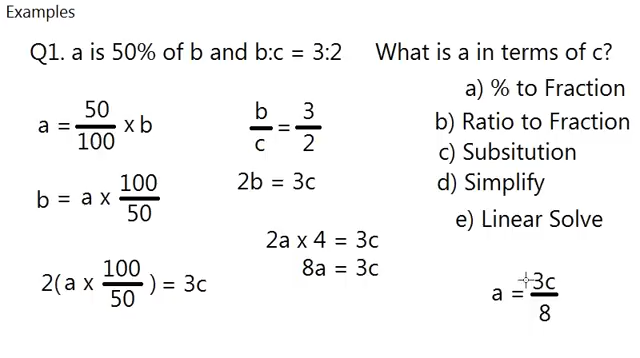 Examples
Q1. a is 50% of b and b:c = 3:2 What is a in terms of c?
a) % to Fraction
a = 50/100 x b
b/c = 3/2
b) Ratio to Fraction
c) Subsitution
b = a x 100/50
2b = 3c
d) Simplify
e) Linear Solve
2a x 4 = 3c
2(a x 100/50) = 3c
8a = 3c
a = 3c/8